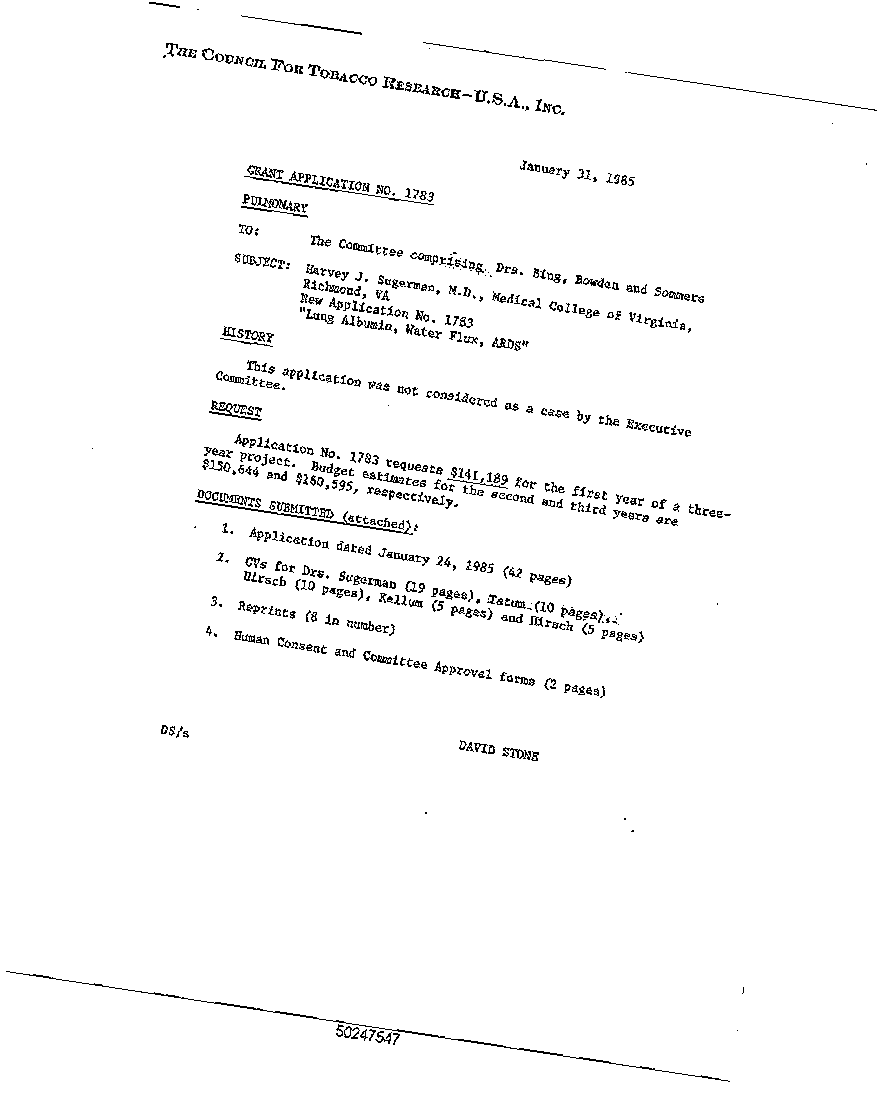 THE COUNCIL FOR TOBACCO RESEARCH—U.S.A., INC.
January 31, 1985
GRANT APPLICATION NO. 1783
PULMONARY
TO: The Committee comprising Drs. Bing, Bowden and Sommers
SUBJECT: Harvey J. Sugerman, M.D., Medical College of Virginia,
Richmond, VA
New Application No. 1783
"Lung Albumin, Water Flux, ARDS"
HISTORY
This application was not considered as a case by the Executive
Committee.
REQUEST
Application No. 1783 requests $141,189 for the first year of a three-
year project. Budget estimates for the second and third years are
$150,644 and $160,595, respectively.
DOCUMENTS SUBMITTED (attached):
1. Application dated January 24, 1985 (42 pages)
2. CVs for Drs. Sugerman (19 pages), Tatum (10 pages),
Hirsch (10 pages), Kellum (5 pages) and Hirsch (5 pages)
3. Reprints (8 in number)
4. Human Consent and Committee Approval forms (2 pages)
DS/s
DAVID STONE
50247547